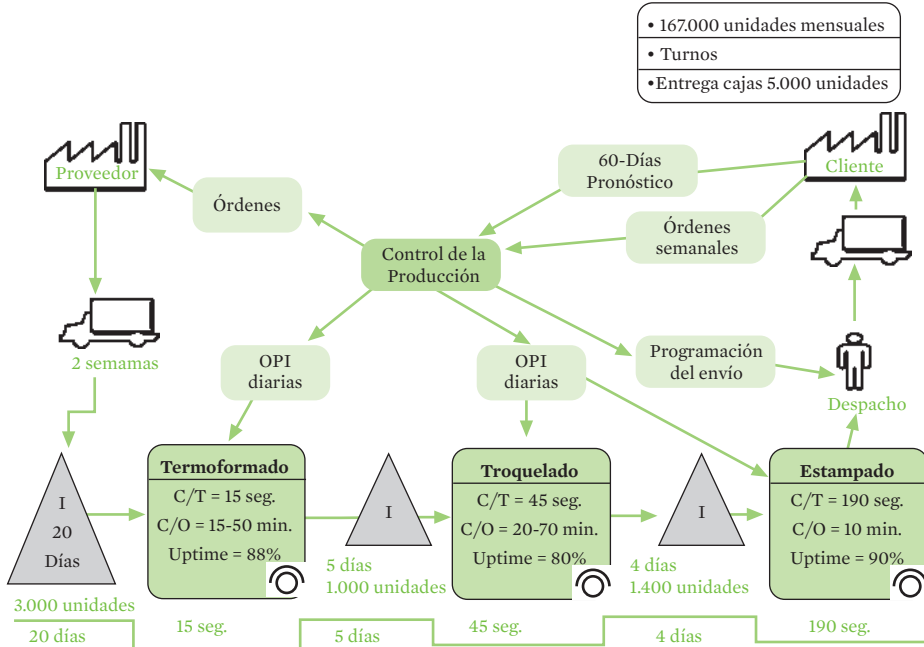 • 167.000 unidades mensuales
• Turnos
•Entrega cajas 5.000 unidades
Proveedor
Órdenes
60-Días
Pronóstico
Cliente
Órdenes
semanales
Control de la
Producción
2 semamas
OPI
diarias
OPI
diarias
Programación
del envío
Despacho
I
20
Días
3.000 unidades
Termoformado
C/T = 15 seg.
C/O = 15-50 min.
Uptime = 88%
I
5 días
1.000 unidades
Troquelado
C/T = 45 seg.
C/O = 20-70 min.
Uptime = 80%
I
4 días
1.400 unidades
Estampado
C/T = 190 seg.
C/O = 10 min.
Uptime = 90%
20 días
15 seg.
5 días
45 seg.
4 días
190 seg.